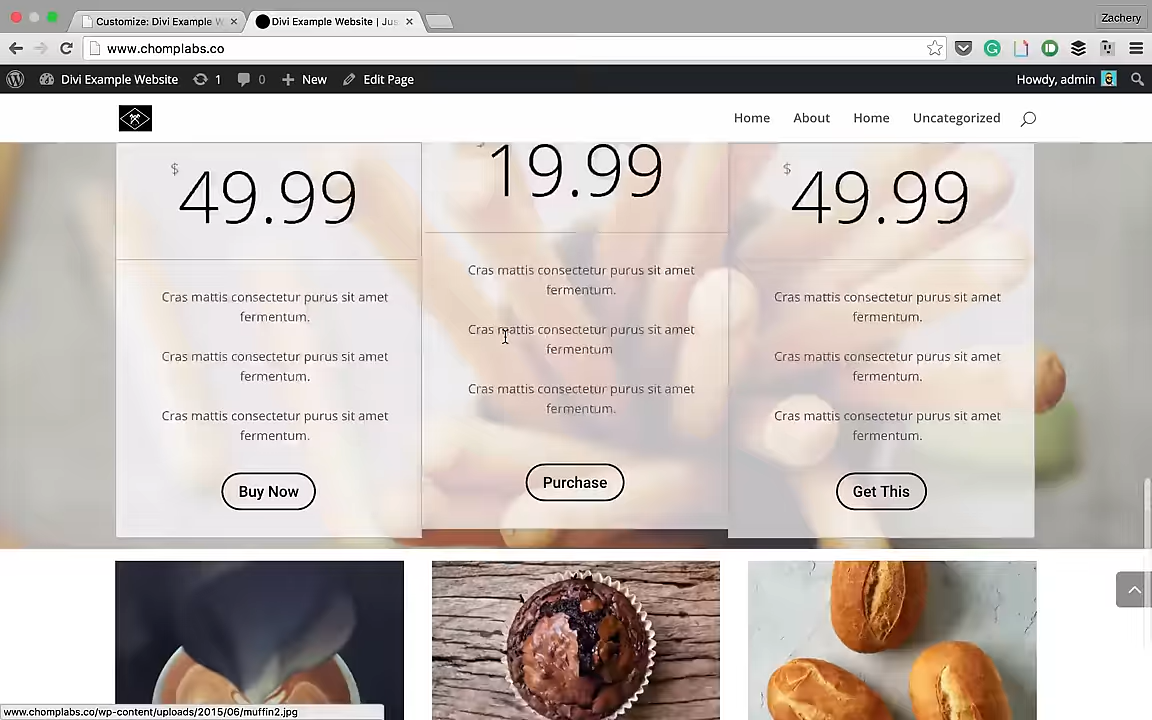 Customize: Divi Example W
Divi Example Website | Jus
Zachery
www.chomplabs.co
Divi Example Website
1
0
New
Edit Page
Howdy, admin
Home
About
Home
Uncategorized
$
49.99
19.99
$
49.99
Cras mattis consectetur purus sit amet
fermentum.
Cras mattis consectetur purus sit amet
fermentum.
Cras mattis consectetur purus sit amet
fermentum.
Buy Now
Cras mattis consectetur purus sit amet
fermentum.
Cras mattis consectetur purus sit amet
fermentum
Cras mattis consectetur purus sit amet
fermentum.
Purchase
Cras mattis consectetur purus sit amet
fermentum.
Cras mattis consectetur purus sit amet
fermentum.
Cras mattis consectetur purus sit amet
fermentum.
Get This
www.chomplabs.co/wp-content/uploads/2015/06/muffin2.jpg